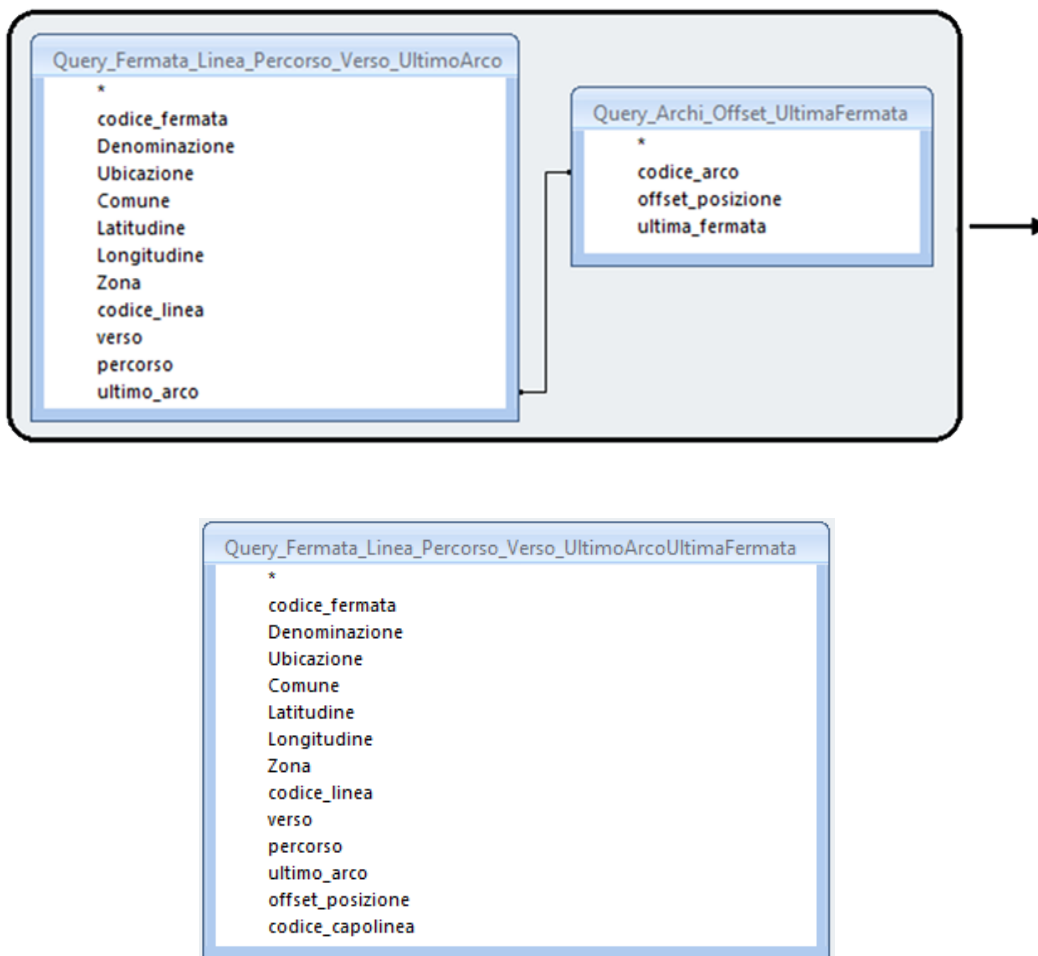 Query_Fermata_Linea_Percorso_Verso_UltimoArco
*
codice_fermata
Denominazione
Ubicazione
Comune
Latitudine
Longitudine
Zona
codice_linea
verso
percorso
ultimo_arco
Query_Archi_Offset_UltimaFermata
*
codice_arco
offset_posizione
ultima_fermata
Query_Fermata_Linea_Percorso_Verso_UltimoArcoUltimaFermata
*
codice_fermata
Denominazione
Ubicazione
Comune
Latitudine
Longitudine
Zona
codice_linea
verso
percorso
ultimo_arco
offset_posizione
codice_capolinea